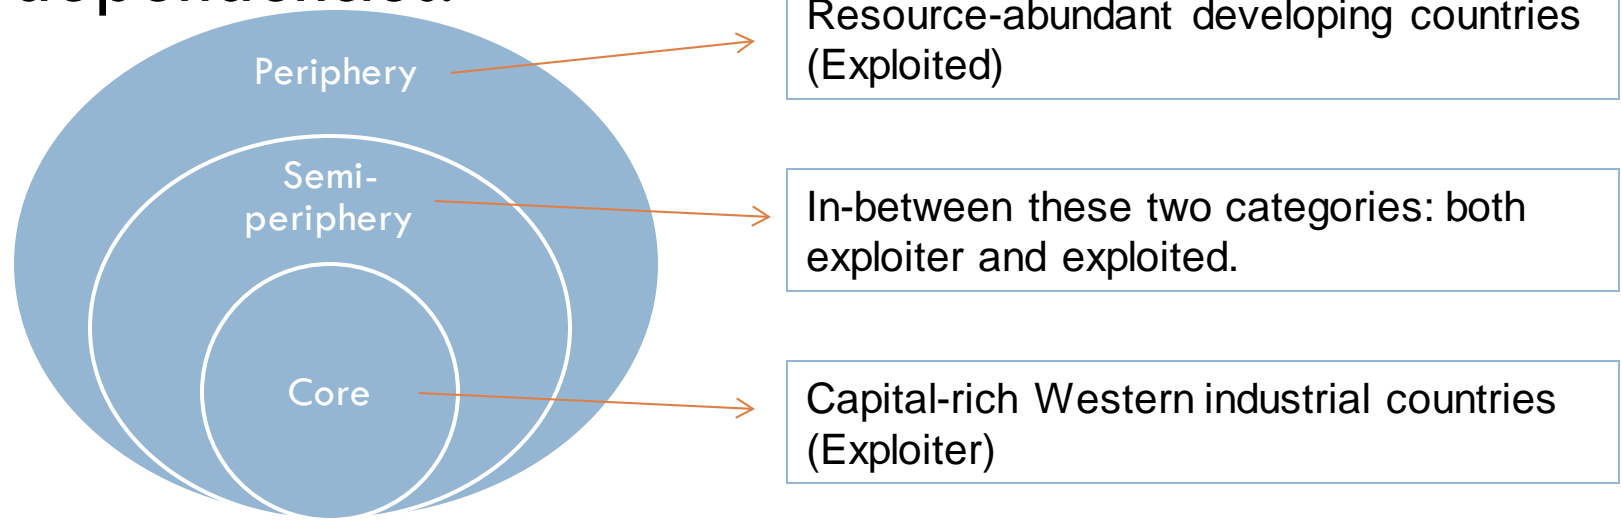 dependencies.
Periphery
Resource-abundant developing countries
(Exploited)
Semi-
periphery
In-between these two categories: both
exploiter and exploited.
Core
Capital-rich Western industrial countries
(Exploiter)